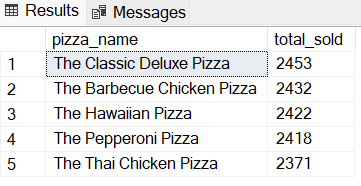 Results Messages
pizza_name total_sold
1 The Classic Deluxe Pizza 2453
2 The Barbecue Chicken Pizza 2432
3 The Hawaiian Pizza 2422
4 The Pepperoni Pizza 2418
5 The Thai Chicken Pizza 2371